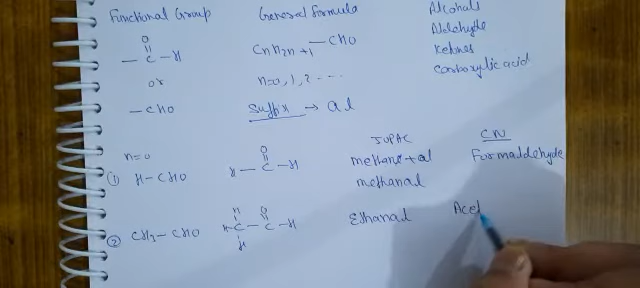 Functional Group General formula Alcohals
O Aldehyde
— C — H CnH2n+1 — CHO Ketones
or n=0, 1, 2 ---- Carboxylic acid
— CHO Suffix → al
IUPAC CN
n=0 O methane + al Formaldehyde
① H — CHO H — C — H methanal
H O
② CH3 — CHO H — C — C — H Ethanal Acet
H